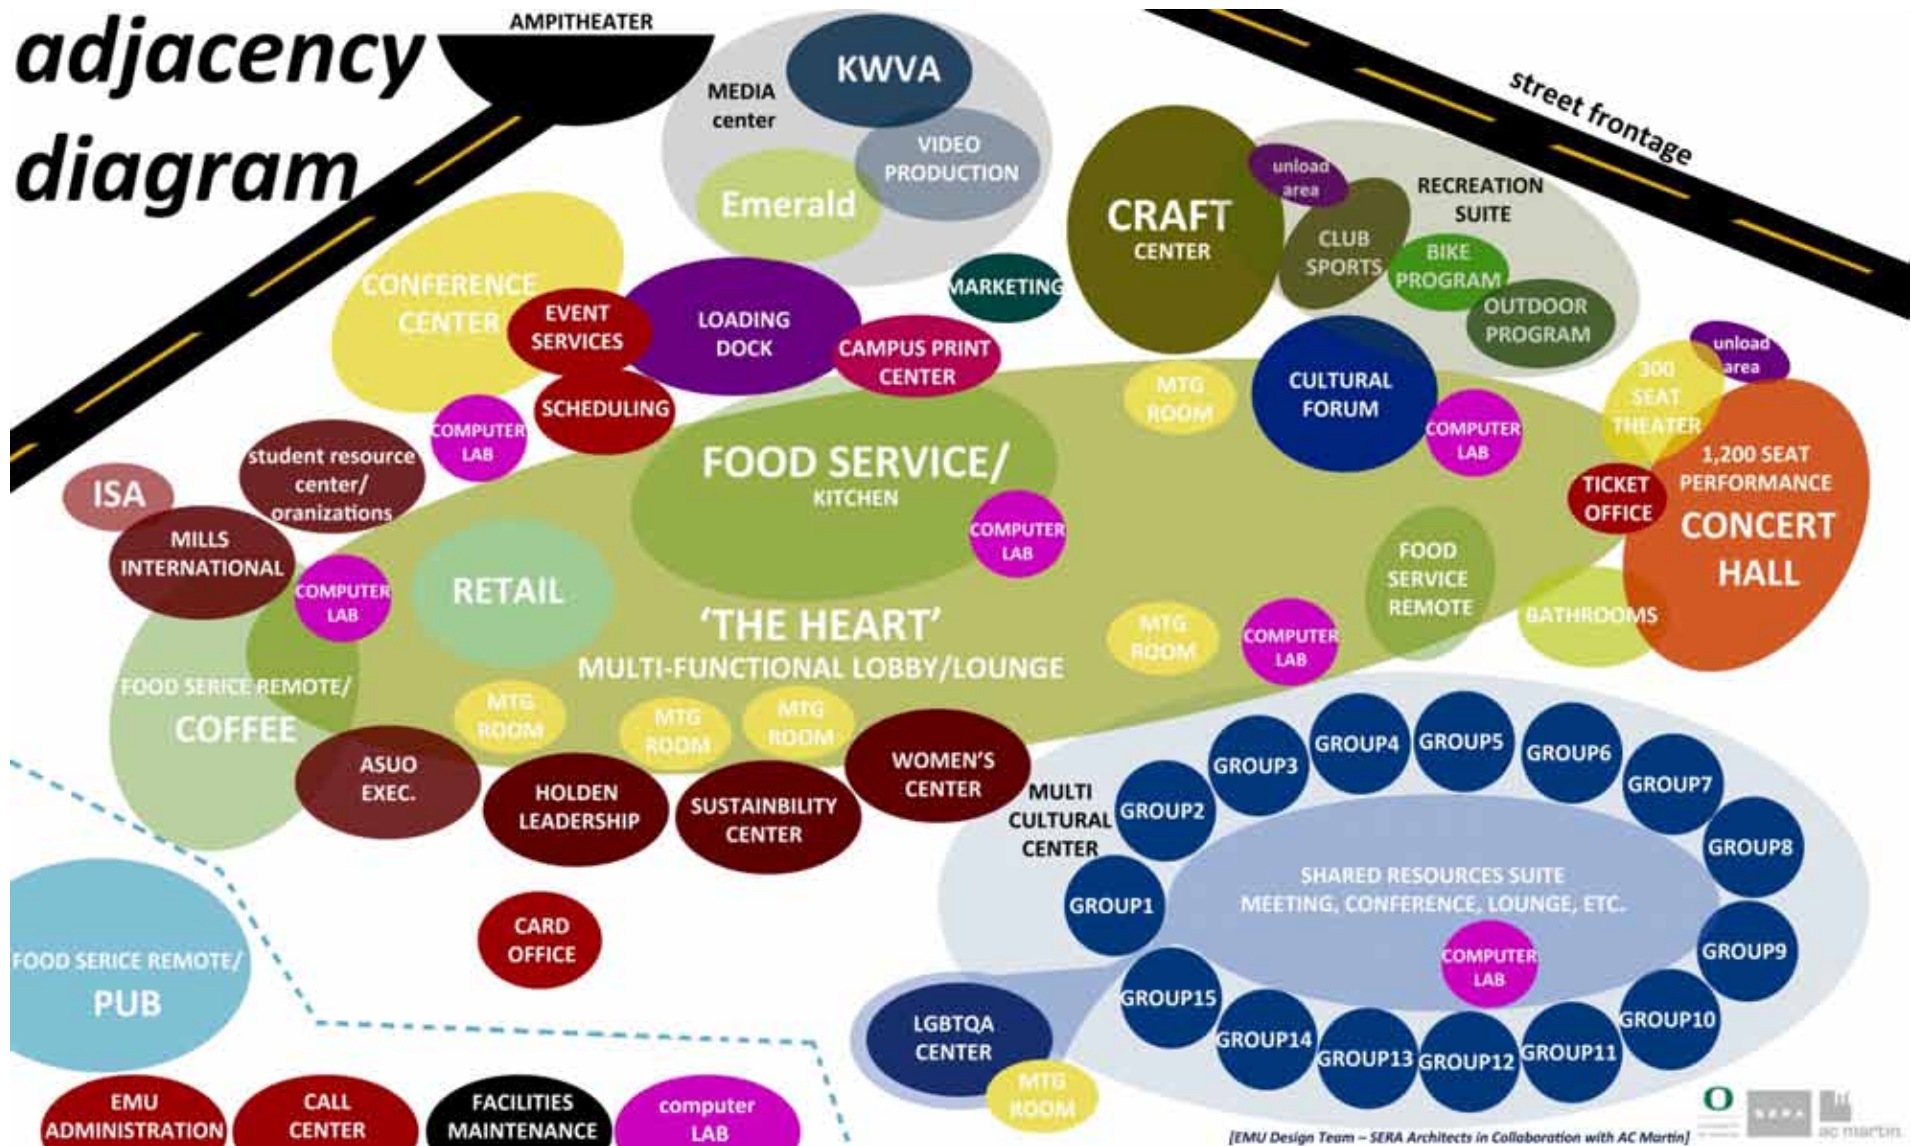 adjacency
diagram
AMPITHEATER
MEDIA
center
KWVA
VIDEO
PRODUCTION
Emerald
street frontage
CRAFT
CENTER
unload
area
RECREATION
SUITE
CLUB
SPORTS
BIKE
PROGRAM
OUTDOOR
PROGRAM
CONFERENCE
CENTER
EVENT
SERVICES
LOADING
DOCK
MARKETING
CAMPUS PRINT
CENTER
SCHEDULING
COMPUTER
LAB
MTG
ROOM
CULTURAL
FORUM
COMPUTER
LAB
300
SEAT
THEATER
unload
area
1,200 SEAT
PERFORMANCE
CONCERT
HALL
TICKET
OFFICE
student resource
center/
oranizations
ISA
MILLS
INTERNATIONAL
COMPUTER
LAB
RETAIL
FOOD SERVICE/
KITCHEN
COMPUTER
LAB
FOOD
SERVICE
REMOTE
BATHROOMS
‘THE HEART’
MULTI-FUNCTIONAL LOBBY/LOUNGE
MTG
ROOM
COMPUTER
LAB
FOOD SERICE REMOTE/
COFFEE
MTG
ROOM
MTG
ROOM
MTG
ROOM
ASUO
EXEC.
HOLDEN
LEADERSHIP
SUSTAINBILITY
CENTER
WOMEN'S
CENTER
MULTI
CULTURAL
CENTER
GROUP1
GROUP2
GROUP3
GROUP4
GROUP5
GROUP6
GROUP7
GROUP8
GROUP9
GROUP10
GROUP11
GROUP12
GROUP13
GROUP14
GROUP15
SHARED RESOURCES SUITE
MEETING, CONFERENCE, LOUNGE, ETC.
COMPUTER
LAB
CARD
OFFICE
FOOD SERICE REMOTE/
PUB
LGBTQA
CENTER
MTG
ROOM
EMU
ADMINISTRATION
CALL
CENTER
FACILITIES
MAINTENANCE
computer
LAB
O
SERA
ac martin
[EMU Design Team – SERA Architects in Collaboration with AC Martin]